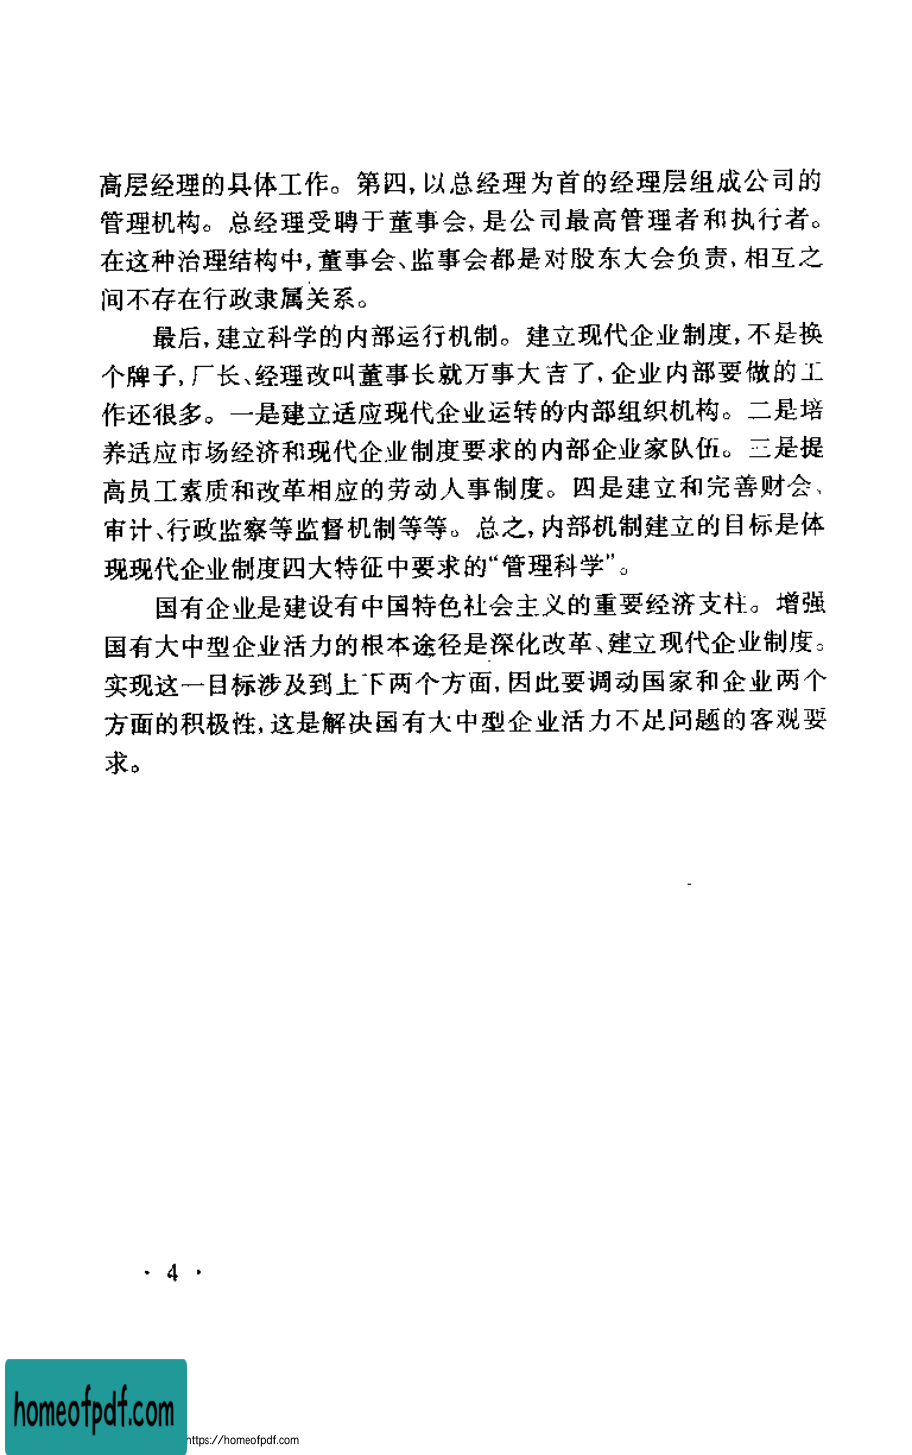 高层经理的具体工作。第四,以总经理为首的经理层组成公司的
管理机构。总经理受聘于董事会,是公司最高管理者和执行者。
在这种治理结构中,董事会、监事会都是对股东大会负责,相互之
间不存在行政隶属关系。
最后,建立科学的内部运行机制。建立现代企业制度,不是换
个牌子,厂长、经理改叫董事长就万事大吉了,企业内部要做的工
作还很多。一是建立适应现代企业运转的内部组织机构。二是培
养适应市场经济和现代企业制度要求的内部企业家队伍。三是提
高员工素质和改革相应的劳动人事制度。四是建立和完善财会、
审计、行政监察等监督机制等等。总之,内部机制建立的目标是体
现现代企业制度四大特征中要求的“管理科学”。
国有企业是建设有中国特色社会主义的重要经济支柱。增强
国有大中型企业活力的根本途径是深化改革、建立现代企业制度。
实现这一目标涉及到上下两个方面,因此要调动国家和企业两个
方面的积极性,这是解决国有大中型企业活力不足问题的客观要
求。
· 4 ·
homeofpdf.com
https://homeofpdf.com